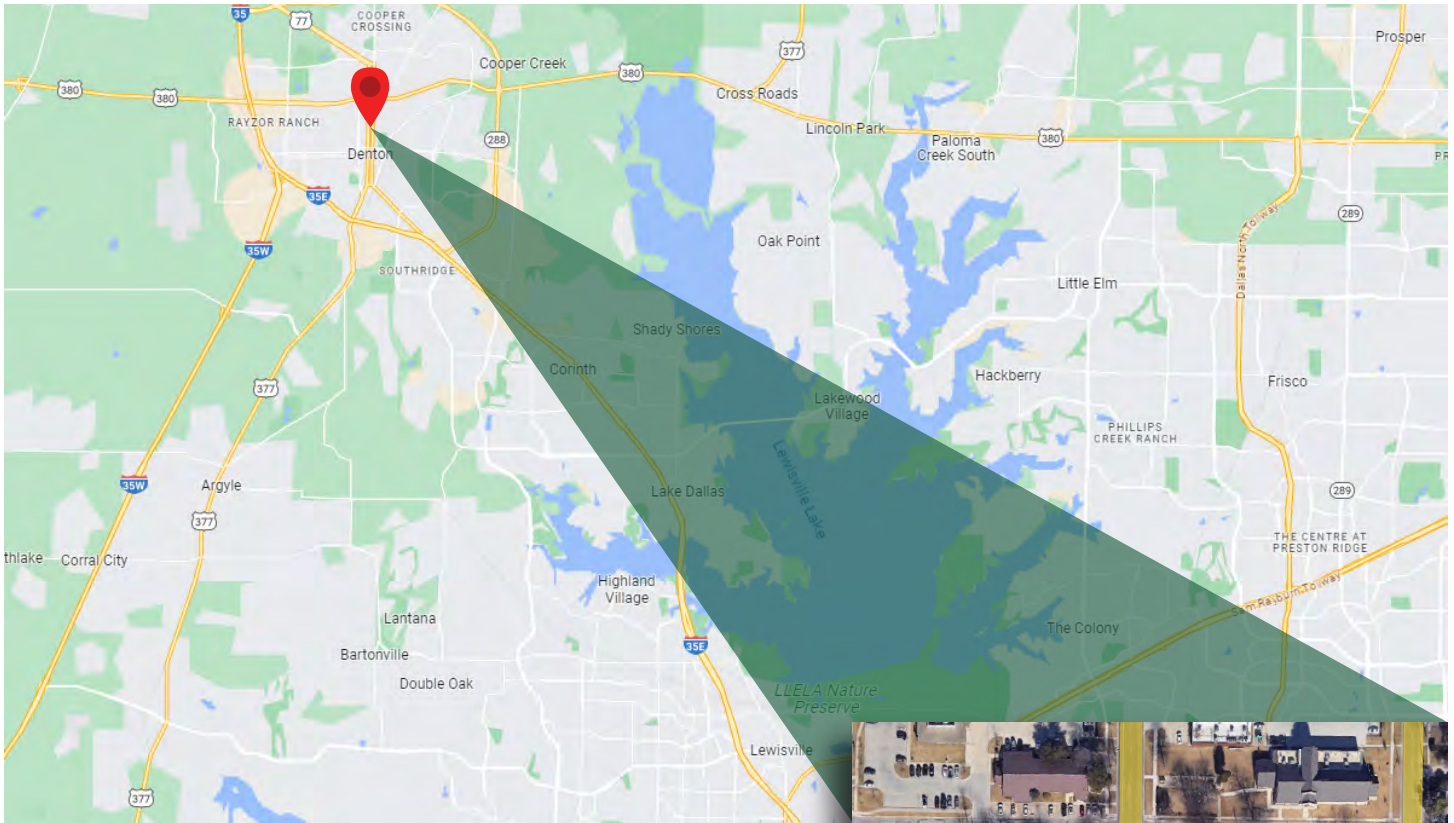 35
77
COOPER
CROSSING
377
Prosper
Cooper Creek
380
380
380
Cross Roads
RAYZOR RANCH
Lincoln Park
380
Paloma
Creek South
288
Denton
35E
289
35W
Oak Point
Dallas North Tollway
SOUTHRIDGE
Little Elm
Shady Shores
Corinth
Hackberry
Frisco
377
Lakewood
Village
PHILLIPS
CREEK RANCH
Lewisville Lake
35W
Argyle
Lake Dallas
289
377
THE CENTRE AT
PRESTON RIDGE
thlake
Corral City
Highland
Village
Sam Rayburn Tollway
Lantana
The Colony
35E
Bartonville
Double Oak
LLELA Nature
Preserve
Lewisville
377